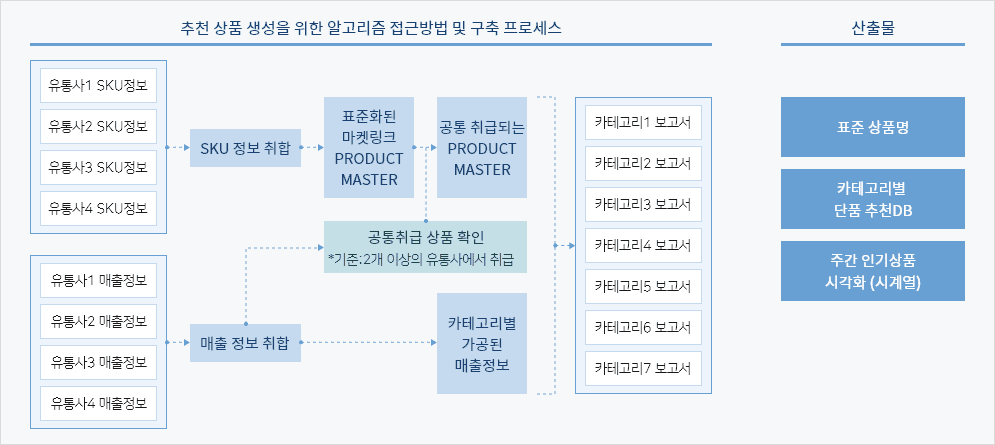 추천 상품 생성을 위한 알고리즘 접근방법 및 구축 프로세스
산출물
유통사1 SKU정보
유통사2 SKU정보
유통사3 SKU정보
유통사4 SKU정보
SKU 정보 취합
표준화된
마켓링크
PRODUCT
MASTER
공통 취급되는
PRODUCT
MASTER
공통취급 상품 확인
*기준:2개 이상의 유통사에서 취급
유통사1 매출정보
유통사2 매출정보
유통사3 매출정보
유통사4 매출정보
매출 정보 취합
카테고리별
가공된
매출정보
카테고리1 보고서
카테고리2 보고서
카테고리3 보고서
카테고리4 보고서
카테고리5 보고서
카테고리6 보고서
카테고리7 보고서
표준 상품명
카테고리별
단품 추천DB
주간 인기상품
시각화 (시계열)